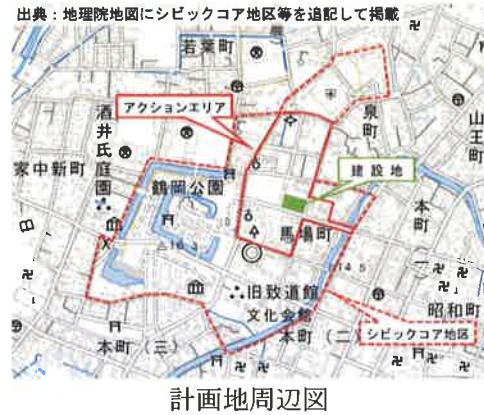 出典：地理院地図にシビックコア地区等を追記して掲載
若葉町
アクションエリア
泉町
山王町
酒井氏庭園
建設地
家中新町
鶴岡公園
本町(一)
馬場町
旧致道館
文化会館
昭和町
本町(二)
シビックコア地区
本町(三)
計画地周辺図